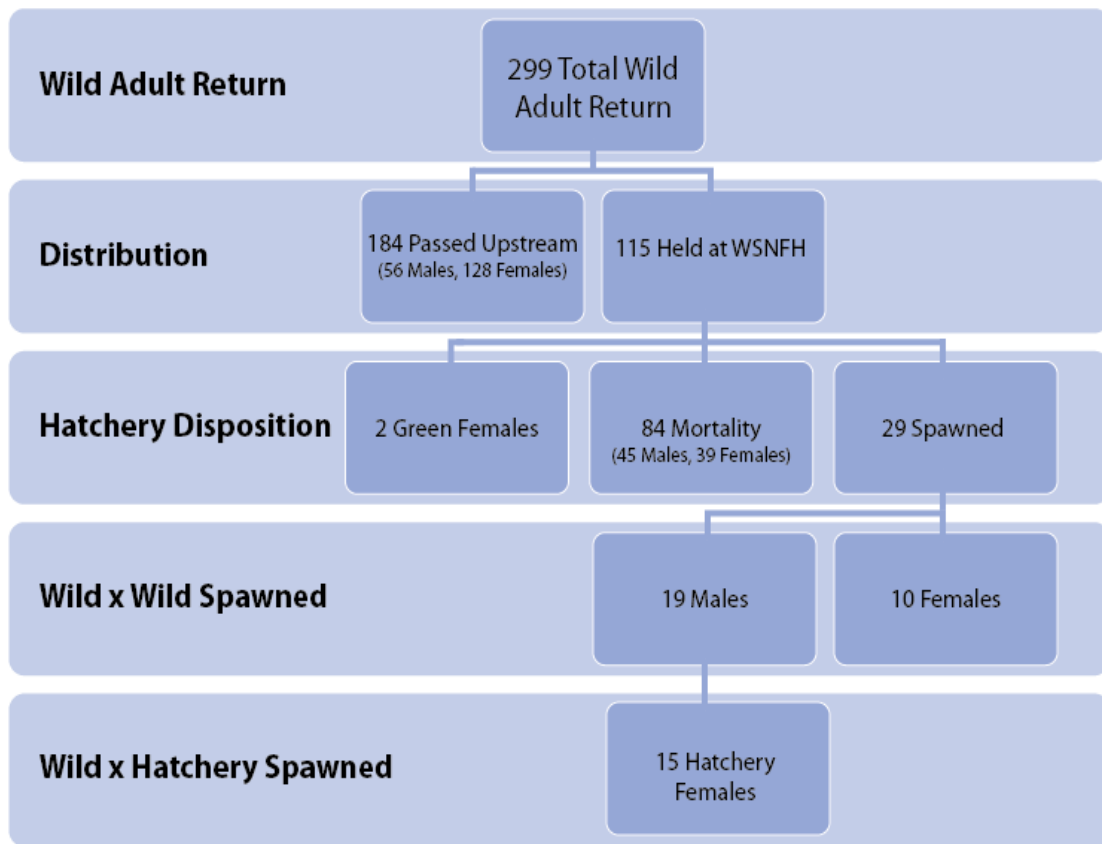 Wild Adult Return
299 Total Wild
Adult Return
Distribution
184 Passed Upstream
(56 Males, 128 Females)
115 Held at WSNFH
Hatchery Disposition
2 Green Females
84 Mortality
(45 Males, 39 Females)
29 Spawned
Wild x Wild Spawned
19 Males
10 Females
Wild x Hatchery Spawned
15 Hatchery
Females